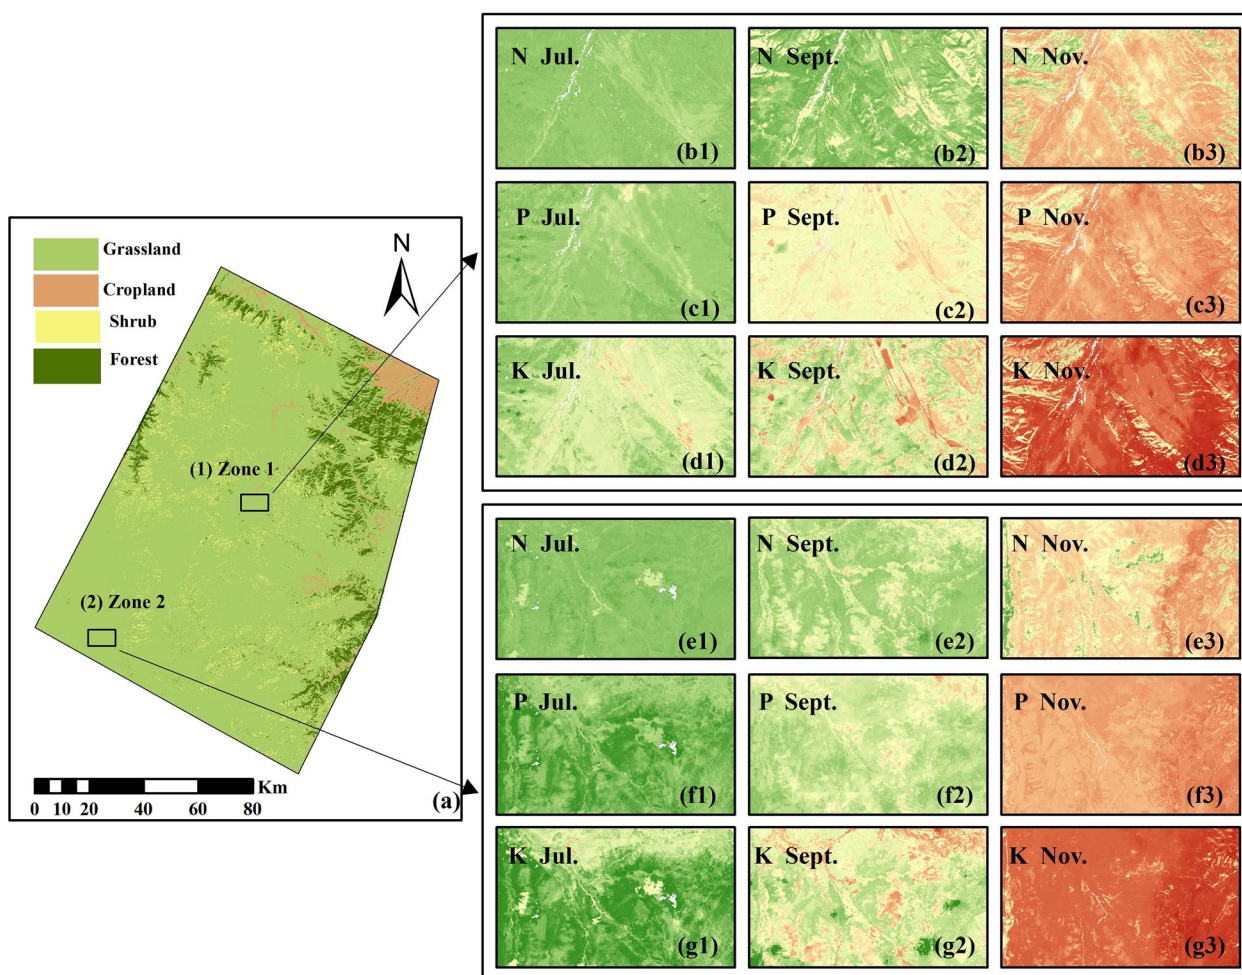 Grassland
Cropland
Shrub
Forest
N
(1) Zone 1
(2) Zone 2
Km
0 10 20 40 60 80
(a)
N Jul.
(b1)
N Sept.
(b2)
N Nov.
(b3)
P Jul.
(c1)
P Sept.
(c2)
P Nov.
(c3)
K Jul.
(d1)
K Sept.
(d2)
K Nov.
(d3)
N Jul.
(e1)
N Sept.
(e2)
N Nov.
(e3)
P Jul.
(f1)
P Sept.
(f2)
P Nov.
(f3)
K Jul.
(g1)
K Sept.
(g2)
K Nov.
(g3)